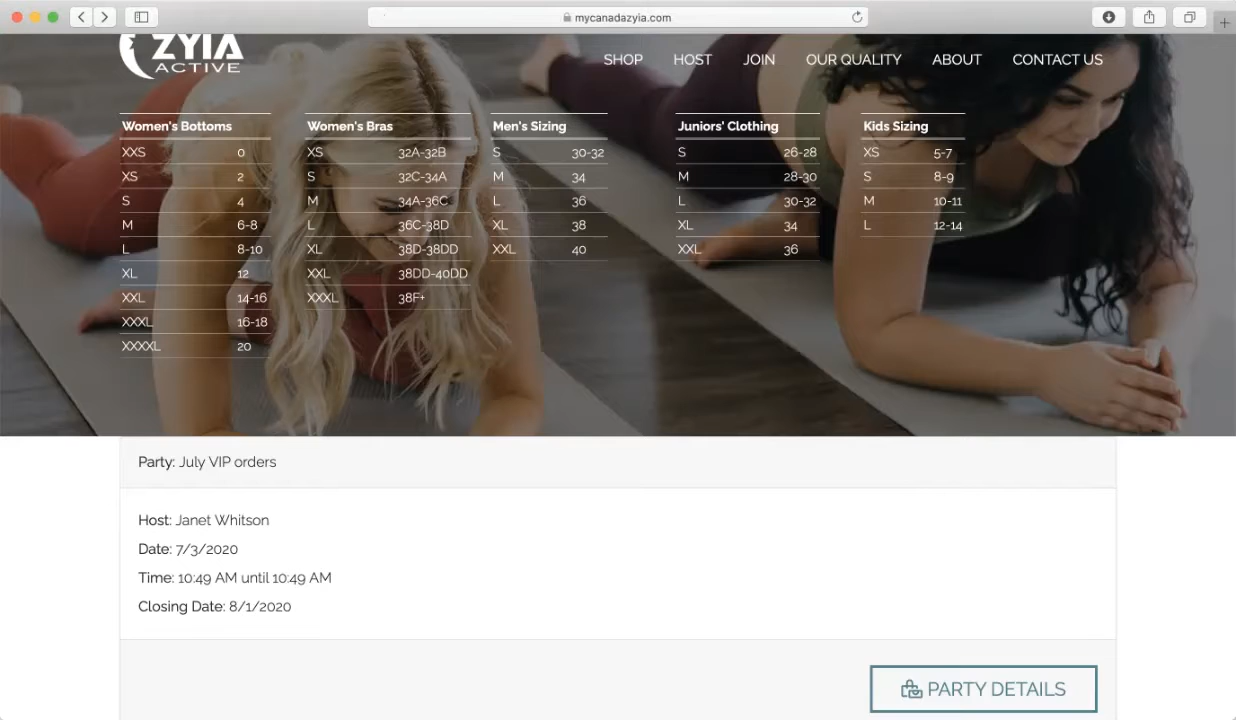 mycanadazyia.com
ZYIA
ACTIVE
SHOP HOST JOIN OUR QUALITY ABOUT CONTACT US
Women's Bottoms
XXS 0
XS 2
S 4
M 6-8
L 8-10
XL 12
XXL 14-16
XXXL 16-18
XXXXL 20
Women's Bras
XS 32A-32B
S 32C-34A
M 34A-36C
L 36C-38D
XL 38D-38DD
XXL 38DD-40DD
XXXL 38F+
Men's Sizing
S 30-32
M 34
L 36
XL 38
XXL 40
Juniors' Clothing
S 26-28
M 28-30
L 30-32
XL 34
XXL 36
Kids Sizing
XS 5-7
S 8-9
M 10-11
L 12-14
Party: July VIP orders
Host: Janet Whitson
Date: 7/3/2020
Time: 10:49 AM until 10:49 AM
Closing Date: 8/1/2020
PARTY DETAILS